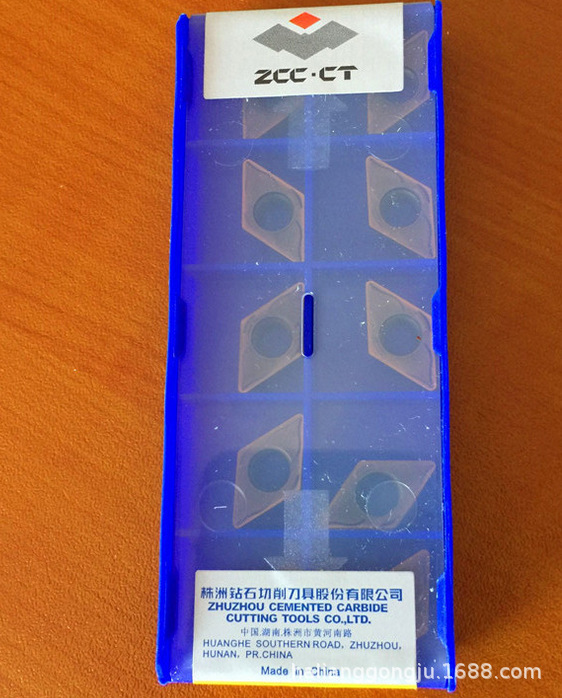 ZCC·CT
株洲钻石切削刀具股份有限公司
ZHUZHOU CEMENTED CARBIDE
CUTTING TOOLS CO.,LTD.
中国.湖南.株洲市黄河南路
HUANGHE SOUTHERN ROAD, ZHUZHOU,
HUNAN, PR.CHINA
Made in China
.1688.com